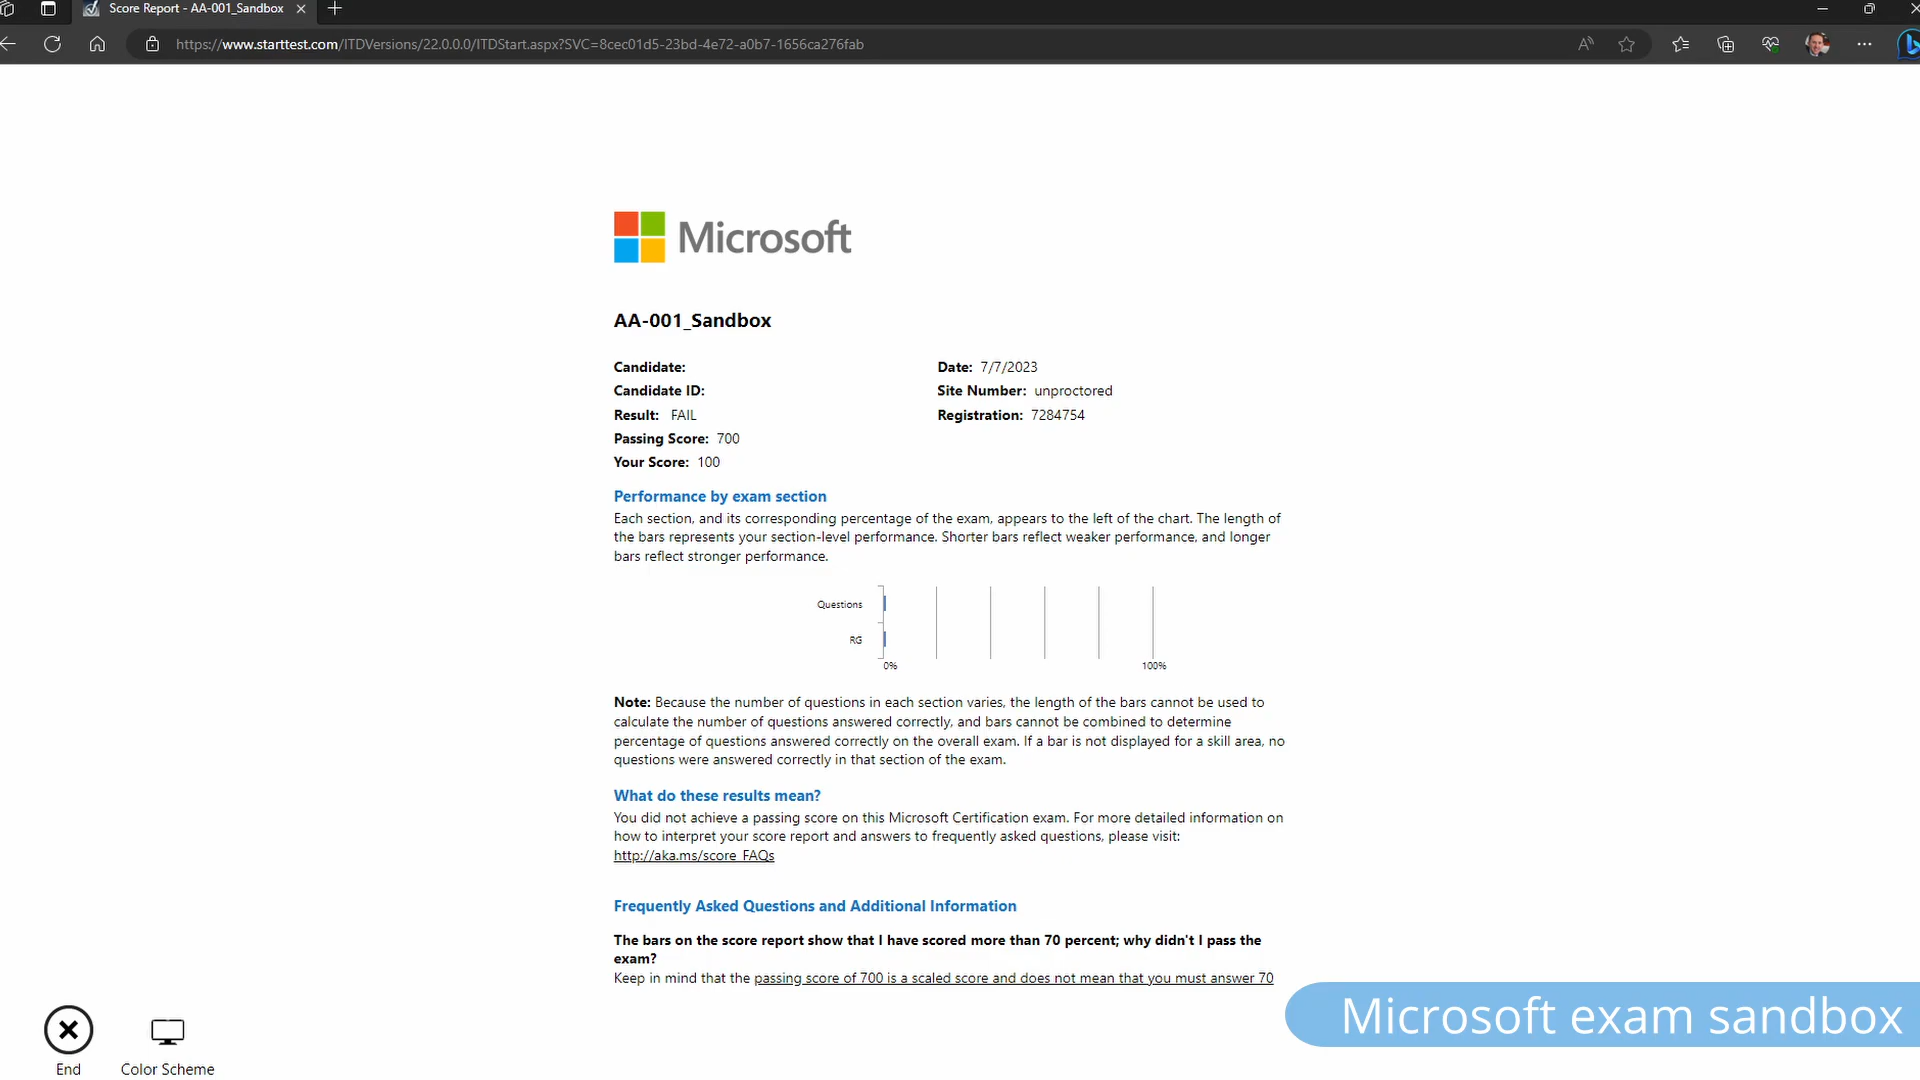 Score Report - AA-001_Sandbox
https://www.starttest.com/ITDVersions/22.0.0.0/ITDStart.aspx?SVC=8cec01d5-23bd-4e72-a0b7-1656ca276fab
Microsoft
AA-001_Sandbox
Candidate:
Date: 7/7/2023
Candidate ID:
Site Number: unproctored
Result: FAIL
Registration: 7284754
Passing Score: 700
Your Score: 100
Performance by exam section
Each section, and its corresponding percentage of the exam, appears to the left of the chart. The length of
the bars represents your section-level performance. Shorter bars reflect weaker performance, and longer
bars reflect stronger performance.
Questions
RG
0%
100%
Note: Because the number of questions in each section varies, the length of the bars cannot be used to
calculate the number of questions answered correctly, and bars cannot be combined to determine
percentage of questions answered correctly on the overall exam. If a bar is not displayed for a skill area, no
questions were answered correctly in that section of the exam.
What do these results mean?
You did not achieve a passing score on this Microsoft Certification exam. For more detailed information on
how to interpret your score report and answers to frequently asked questions, please visit:
http://aka.ms/score_FAQs
Frequently Asked Questions and Additional Information
The bars on the score report show that I have scored more than 70 percent; why didn't I pass the
exam?
Keep in mind that the passing score of 700 is a scaled score and does not mean that you must answer 70
Microsoft exam sandbox
End
Color Scheme